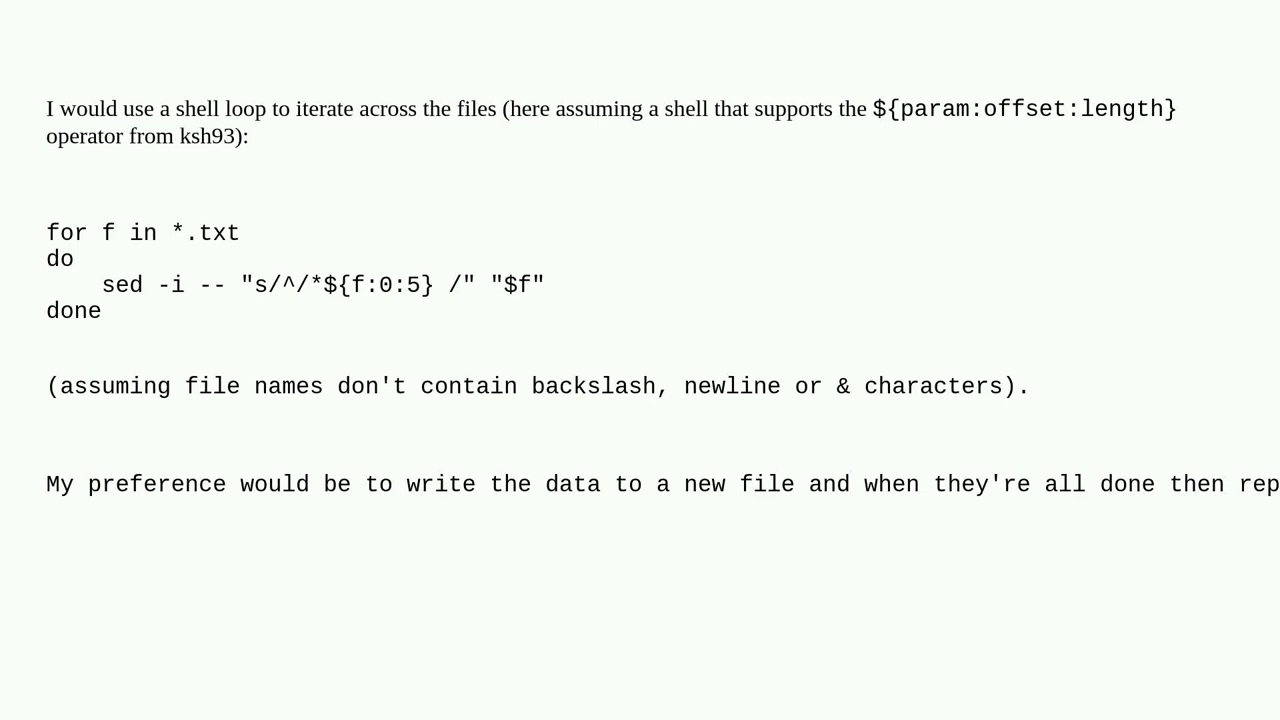 I would use a shell loop to iterate across the files (here assuming a shell that supports the ${param:offset:length}
operator from ksh93):
for f in *.txt
do
    sed -i -- "s/^/*${f:0:5} /" "$f"
done
(assuming file names don't contain backslash, newline or & characters).
My preference would be to write the data to a new file and when they're all done then